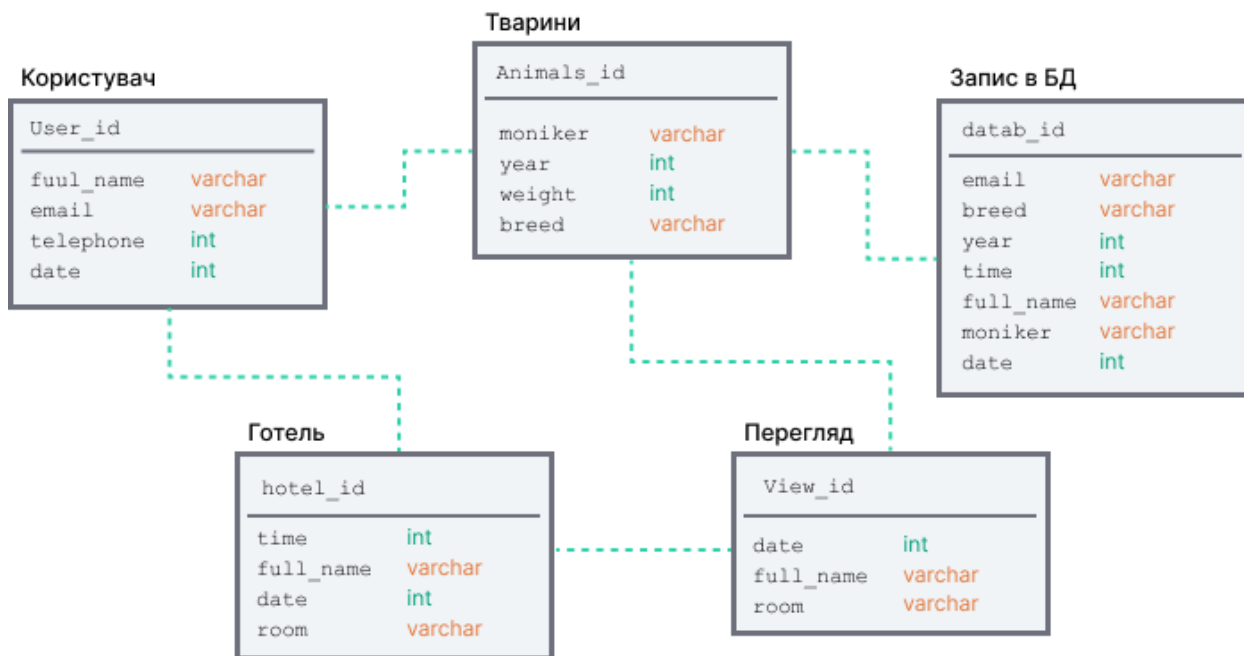 Користувач
User_id
fuul_name varchar
email varchar
telephone int
date int
Тварини
Animals_id
moniker varchar
year int
weight int
breed varchar
Запис в БД
datab_id
email varchar
breed varchar
year int
time int
full_name varchar
moniker varchar
date int
Готель
hotel_id
time int
full_name varchar
date int
room varchar
Перегляд
View_id
date int
full_name varchar
room varchar